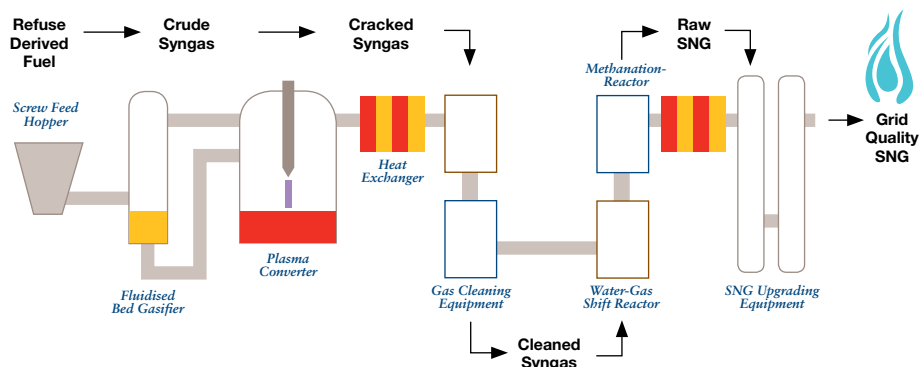 Refuse
Derived
Fuel
Crude
Syngas
Cracked
Syngas
Raw
SNG
Methanation-
Reactor
Screw Feed
Hopper
Heat
Exchanger
Grid
Quality
SNG
Plasma
Converter
Fluidised
Bed Gasifier
Gas Cleaning
Equipment
Water-Gas
Shift Reactor
SNG Upgrading
Equipment
Cleaned
Syngas